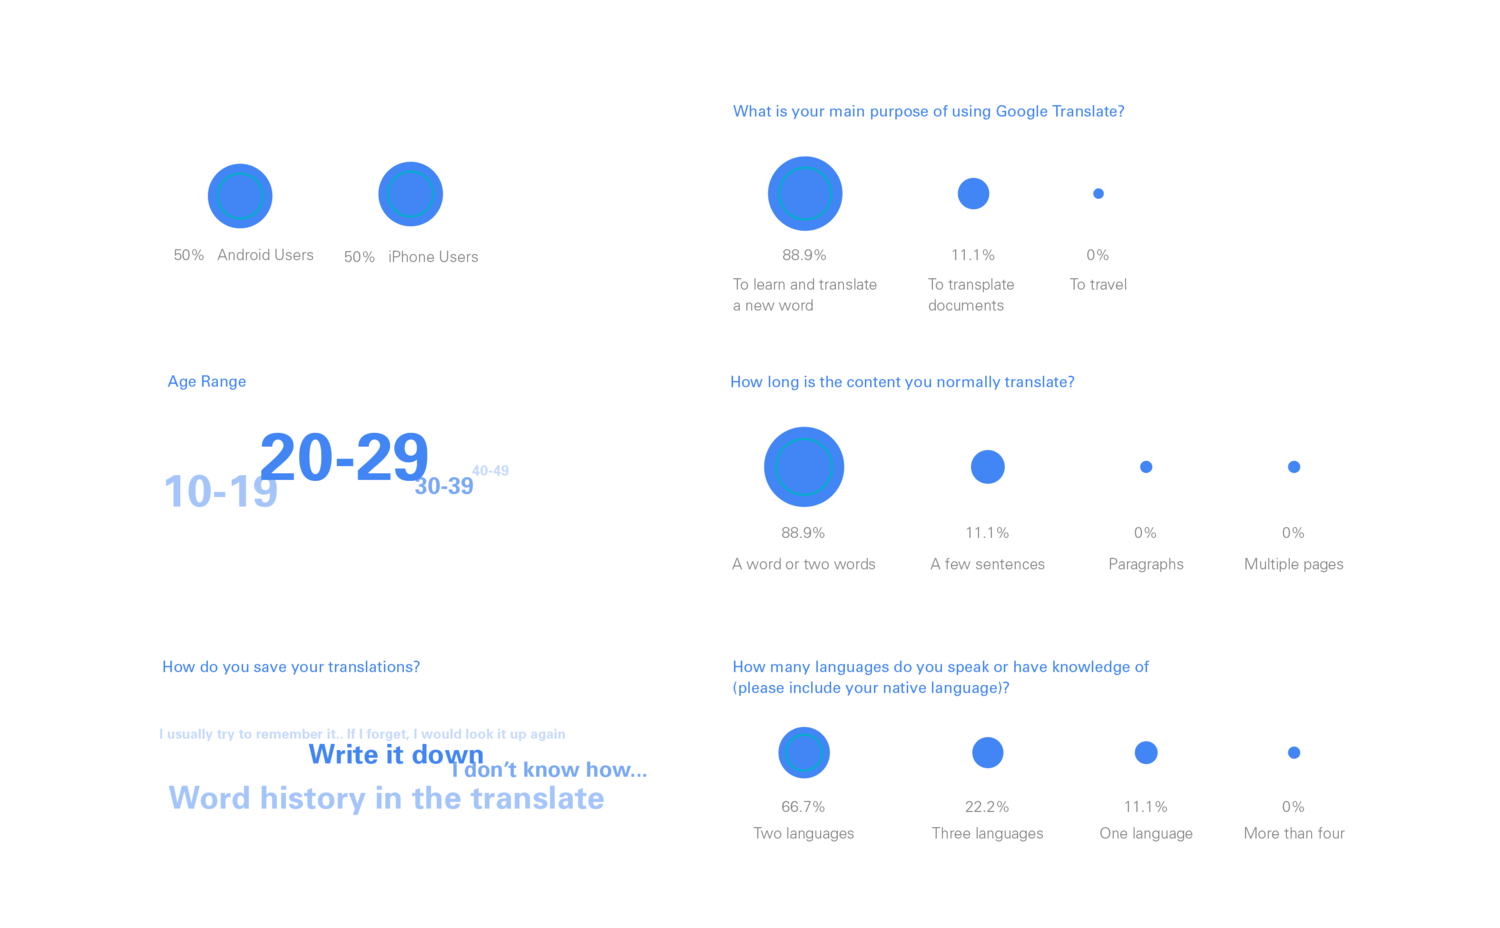 50% Android Users
50% iPhone Users
What is your main purpose of using Google Translate?
88.9%
To learn and translate
a new word
11.1%
To transplate
documents
0%
To travel
Age Range
10-19
20-29
30-39
40-49
How long is the content you normally translate?
88.9%
A word or two words
11.1%
A few sentences
0%
Paragraphs
0%
Multiple pages
How do you save your translations?
I usually try to remember it.. If I forget, I would look it up again
Write it down
I don’t know how...
Word history in the translate
How many languages do you speak or have knowledge of
(please include your native language)?
66.7%
Two languages
22.2%
Three languages
11.1%
One language
0%
More than four